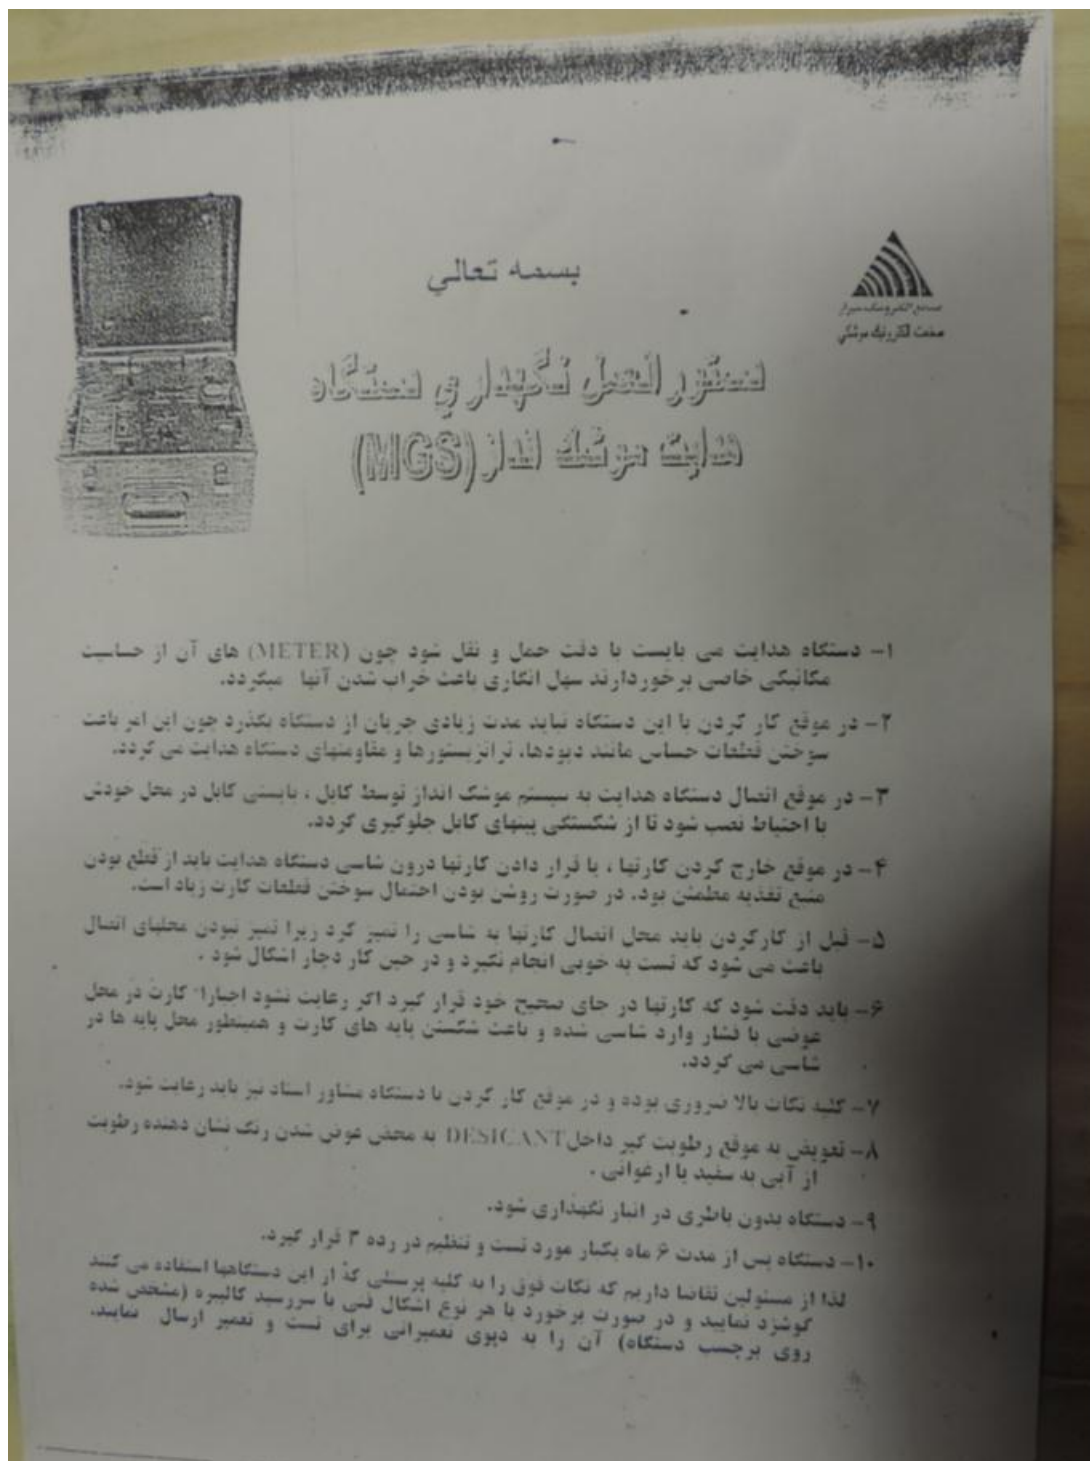 بسمه تعالي
صنايع الکترونيک شيراز
صنعت الکترونيك موشکي
دستور العمل نگهداري دستگاه
هدايت موشك انداز (MGS)
۱- دستگاه هدایت می بایست با دقت حمل و نقل شود چون (METER) های آن از حساسیت
مکانیکی خاصی برخوردارند سهل انگاری باعث خراب شدن آنها میگردد.
۲- در موقع کار کردن با این دستگاه نباید مدت زیادی جریان از دستگاه بگذرد چون این امر باعث
سوختن قطعات حساس مانند دیودها، ترانزیستورها و مقاومتهای دستگاه هدایت می گردد.
۳- در موقع اتصال دستگاه هدایت به سیستم موشک انداز توسط کابل ، بایستی کابل در محل خودش
با احتیاط نصب شود تا از شکستگی پینهای کابل جلوگیری گردد.
۴- در موقع خارج کردن کارتها ، یا قرار دادن کارتها درون شاسی دستگاه هدایت باید از قطع بودن
منبع تغذیه مطمئن بود. در صورت روشن بودن احتمال سوختن قطعات کارت زیاد است.
۵- قبل از کارکردن باید محل اتصال کارتها به شاسی را تمیز کرد زیرا تمیز نبودن محلهای اتصال
باعث می شود که تست به خوبی انجام نگیرد و در حین کار دچار اشکال شود .
۶- باید دقت شود که کارتها در جای صحیح خود قرار گیرد اگر رعایت نشود اجباراً کارت در محل
عوضی با فشار وارد شاسی شده و باعث شکستن پایه های کارت و همینطور محل پایه ها در
شاسی می گردد.
۷- کلیه نکات بالا ضروری بوده و در موقع کار کردن با دستگاه مشاور استاد نیز باید رعایت شود.
۸- تعویض به موقع رطوبت گیر داخل DESICANT به محض عوض شدن رنگ نشان دهنده رطوبت
از آبی به سفید یا ارغوانی .
۹- دستگاه بدون باطری در انبار نگهداری شود.
۱۰- دستگاه پس از مدت ۶ ماه یکبار مورد تست و تنظیم در رده ۳ قرار گیرد.
لذا از مسئولین تقاضا داریم که نکات فوق را به کلیه پرسنلی که از این دستگاهها استفاده می کنند
گوشزد نمایید و در صورت برخورد با هر نوع اشکال فنی یا سررسید کالیبره (مشخص شده
روی برچسب دستگاه) آن را به دپوی تعمیراتی برای تست و تعمیر ارسال نمایند.